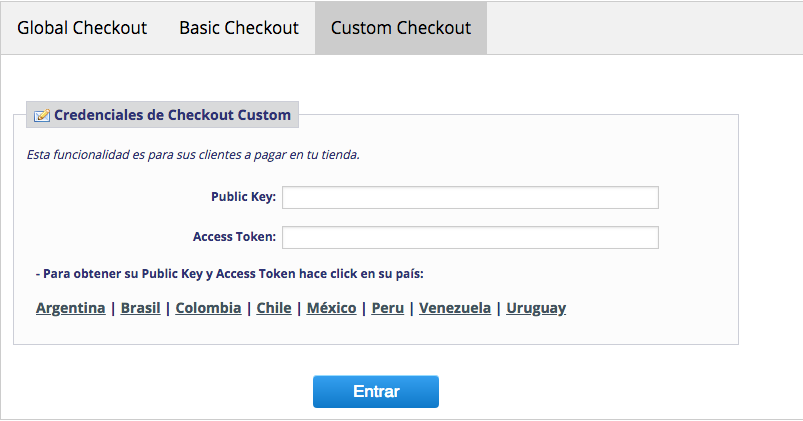 Global Checkout Basic Checkout Custom Checkout
Credenciales de Checkout Custom
Esta funcionalidad es para sus clientes a pagar en tu tienda.
Public Key:
Access Token:
- Para obtener su Public Key y Access Token hace click en su país:
Argentina | Brasil | Colombia | Chile | México | Peru | Venezuela | Uruguay
Entrar